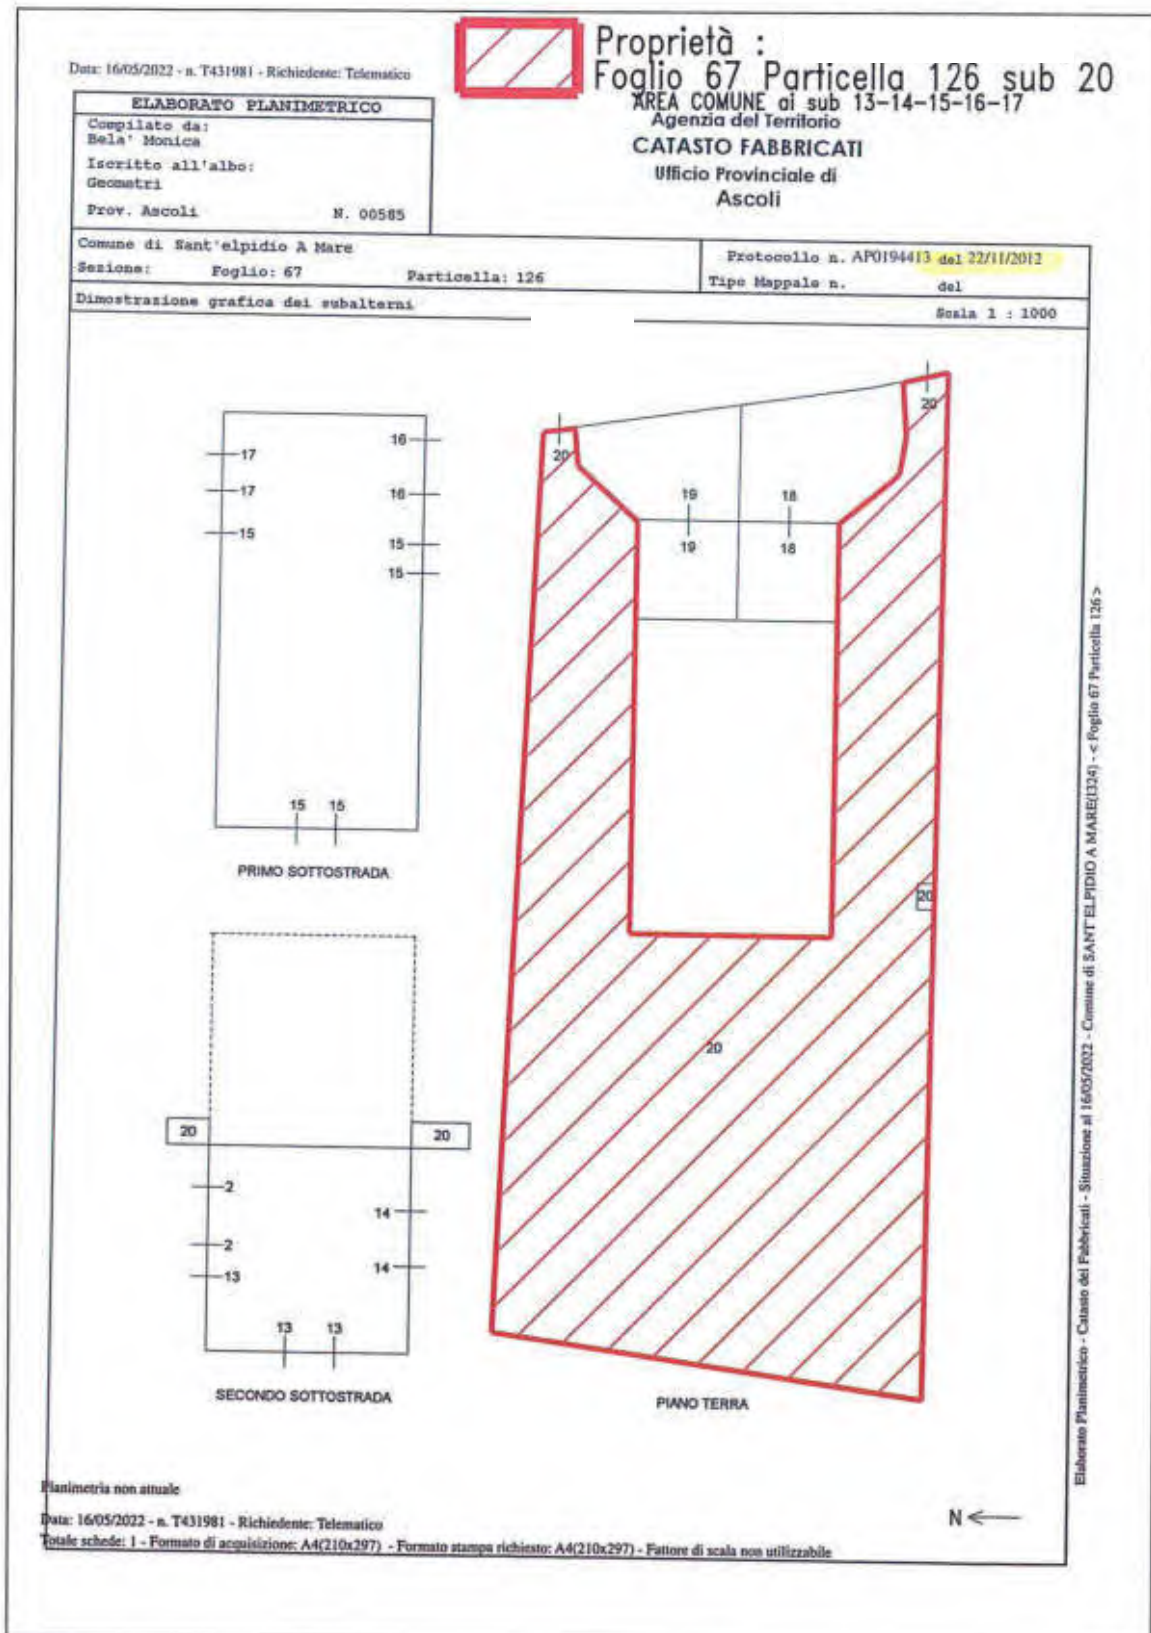 Proprietà :
Foglio 67 Particella 126 sub 20
AREA COMUNE ai sub 13-14-15-16-17
Data: 16/05/2022 - n. T431981 - Richiedente: Telematico
ELABORATO PLANIMETRICO
Compilato da:
Bela' Monica
Iscritto all'albo:
Geometri
Prov. Ascoli N. 00585
Agenzia del Territorio
CATASTO FABBRICATI
Ufficio Provinciale di
Ascoli
Comune di Sant'elpidio A Mare
Sezione: Foglio: 67 Particella: 126
Protocollo n. AP0194413 del 22/11/2012
Tipo Mappale n. del
Dimostrazione grafica dei subalterni
Scala 1 : 1000
17
17
15
16
16
15
15
15 15
PRIMO SOTTOSTRADA
20
20
2
2
13
14
14
13 13
SECONDO SOTTOSTRADA
20
20
19 18
19 18
20
20
PIANO TERRA
Elaborato Planimetrico - Catasto dei Fabbricati - Situazione al 16/05/2022 - Comune di SANT'ELPIDIO A MARE(I324) - < Foglio 67 Particella 126 >
Planimetria non attuale
Data: 16/05/2022 - n. T431981 - Richiedente: Telematico
Totale schede: 1 - Formato di acquisizione: A4(210x297) - Formato stampa richiesto: A4(210x297) - Fattore di scala non utilizzabile
N